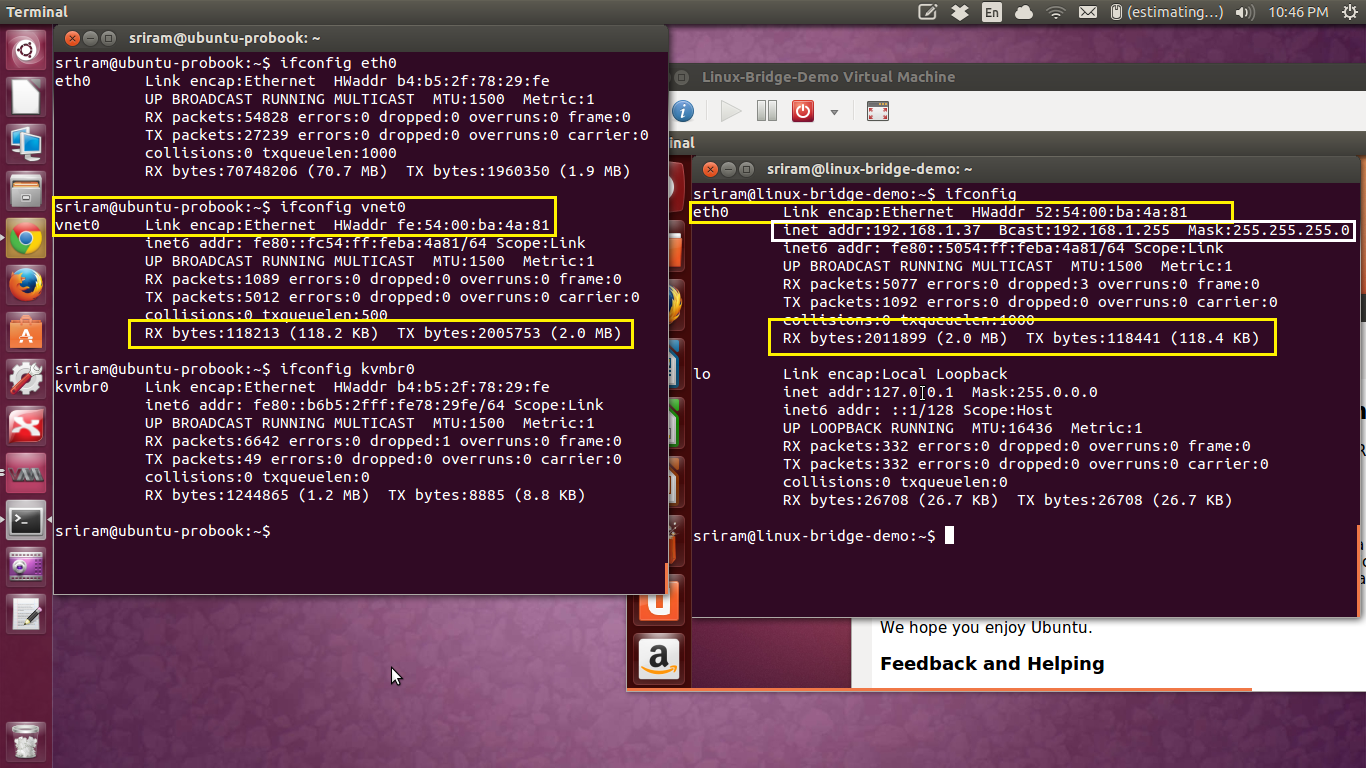 Terminal
En
(estimating...)
10:46 PM
sriram@ubuntu-probook: ~
sriram@ubuntu-probook:~$ ifconfig eth0
eth0 Link encap:Ethernet HWaddr b4:b5:2f:78:29:fe
UP BROADCAST RUNNING MULTICAST MTU:1500 Metric:1
RX packets:54828 errors:0 dropped:0 overruns:0 frame:0
TX packets:27239 errors:0 dropped:0 overruns:0 carrier:0
collisions:0 txqueuelen:1000
RX bytes:70748206 (70.7 MB) TX bytes:1960350 (1.9 MB)
sriram@ubuntu-probook:~$ ifconfig vnet0
vnet0 Link encap:Ethernet HWaddr fe:54:00:ba:4a:81
inet6 addr: fe80::fc54:ff:feba:4a81/64 Scope:Link
UP BROADCAST RUNNING MULTICAST MTU:1500 Metric:1
RX packets:1089 errors:0 dropped:0 overruns:0 frame:0
TX packets:5012 errors:0 dropped:0 overruns:0 carrier:0
collisions:0 txqueuelen:500
RX bytes:118213 (118.2 KB) TX bytes:2005753 (2.0 MB)
sriram@ubuntu-probook:~$ ifconfig kvmbr0
kvmbr0 Link encap:Ethernet HWaddr b4:b5:2f:78:29:fe
inet6 addr: fe80::b6b5:2fff:fe78:29fe/64 Scope:Link
UP BROADCAST RUNNING MULTICAST MTU:1500 Metric:1
RX packets:6642 errors:0 dropped:1 overruns:0 frame:0
TX packets:49 errors:0 dropped:0 overruns:0 carrier:0
collisions:0 txqueuelen:0
RX bytes:1244865 (1.2 MB) TX bytes:8885 (8.8 KB)
sriram@ubuntu-probook:~$
Linux-Bridge-Demo Virtual Machine
inal
sriram@linux-bridge-demo: ~
sriram@linux-bridge-demo:~$ ifconfig
eth0 Link encap:Ethernet HWaddr 52:54:00:ba:4a:81
inet addr:192.168.1.37 Bcast:192.168.1.255 Mask:255.255.255.0
inet6 addr: fe80::5054:ff:feba:4a81/64 Scope:Link
UP BROADCAST RUNNING MULTICAST MTU:1500 Metric:1
RX packets:5077 errors:0 dropped:3 overruns:0 frame:0
TX packets:1092 errors:0 dropped:0 overruns:0 carrier:0
collisions:0 txqueuelen:1000
RX bytes:2011899 (2.0 MB) TX bytes:118441 (118.4 KB)
lo Link encap:Local Loopback
inet addr:127.0.0.1 Mask:255.0.0.0
inet6 addr: ::1/128 Scope:Host
UP LOOPBACK RUNNING MTU:16436 Metric:1
RX packets:332 errors:0 dropped:0 overruns:0 frame:0
TX packets:332 errors:0 dropped:0 overruns:0 carrier:0
collisions:0 txqueuelen:0
RX bytes:26708 (26.7 KB) TX bytes:26708 (26.7 KB)
sriram@linux-bridge-demo:~$
We hope you enjoy Ubuntu.
Feedback and Helping